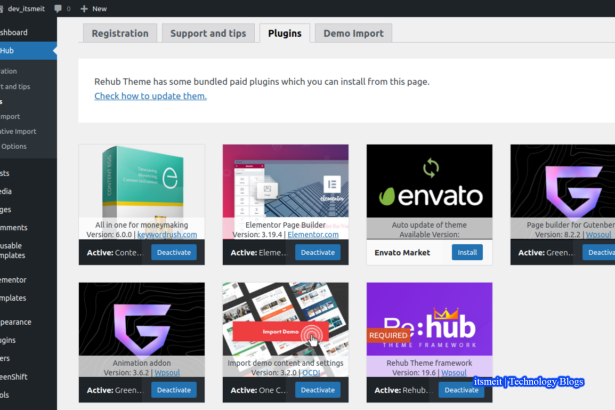 dev_itsmeit 0 New
shboard
Hub
Registration Support and tips Plugins Demo Import
ration
rt and tips
s
mport
ative Import
Options
Rehub Theme has some bundled paid plugins which you can install from this page.
Check how to update them.
sts
edia
ges
mments
usable
mplates
ementor
mplates
pearance
ugins
ers
eenShift
ols
All in one for moneymaking
Version: 6.0.0 | keywordrush.com
Active: Conte... Deactivate
elementor
Elementor Page Builder
Version: 3.19.4 | Elementor.com
Active: Eleme... Deactivate
envato
Auto update of theme
Available Version:
Envato Market Install
Page builder for Gutenber
Version: 8.2.2 | Wpsoul
Active: Green... Deactiva
Animation addon
Version: 3.6.2 | Wpsoul
Active: Green... Deactivate
Import Demo
Import demo content and settings
Version: 3.2.0 | OCDI
Active: One C... Deactivate
Re:hub
REQUIRED
THEME FRAMEWORK
Rehub Theme framework
Version: 19.6 | Wpsoul
Active: Rehub... Deactivate
itsmeit | Technology Blogs